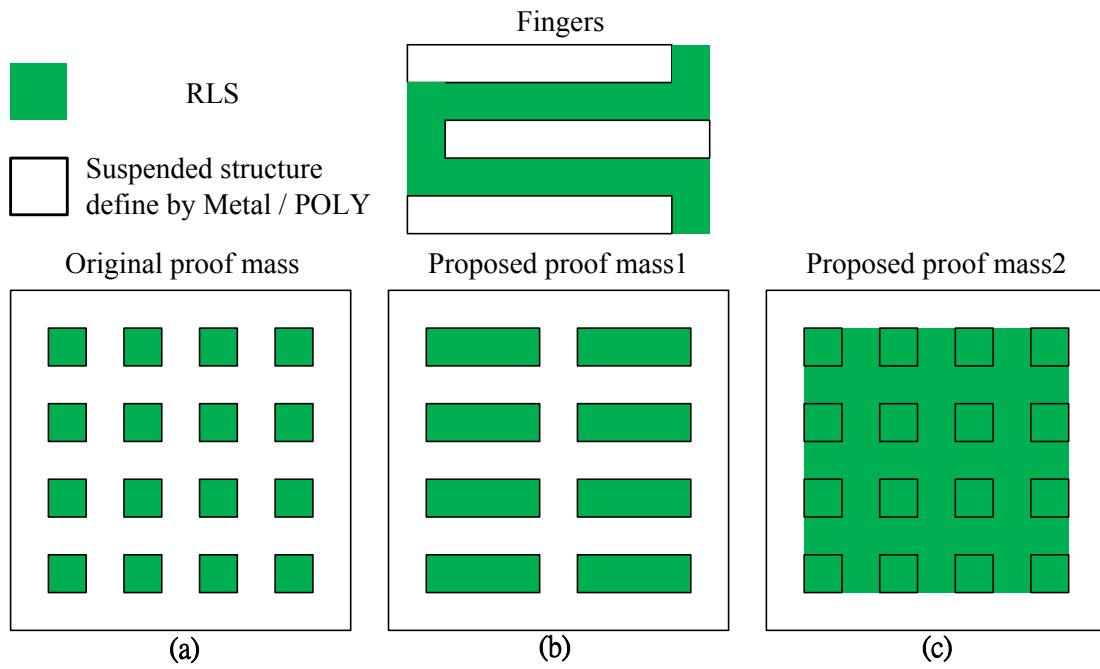 Fingers
RLS
Suspended structure
define by Metal / POLY
Original proof mass
Proposed proof mass1
Proposed proof mass2
(a)
(b)
(c)